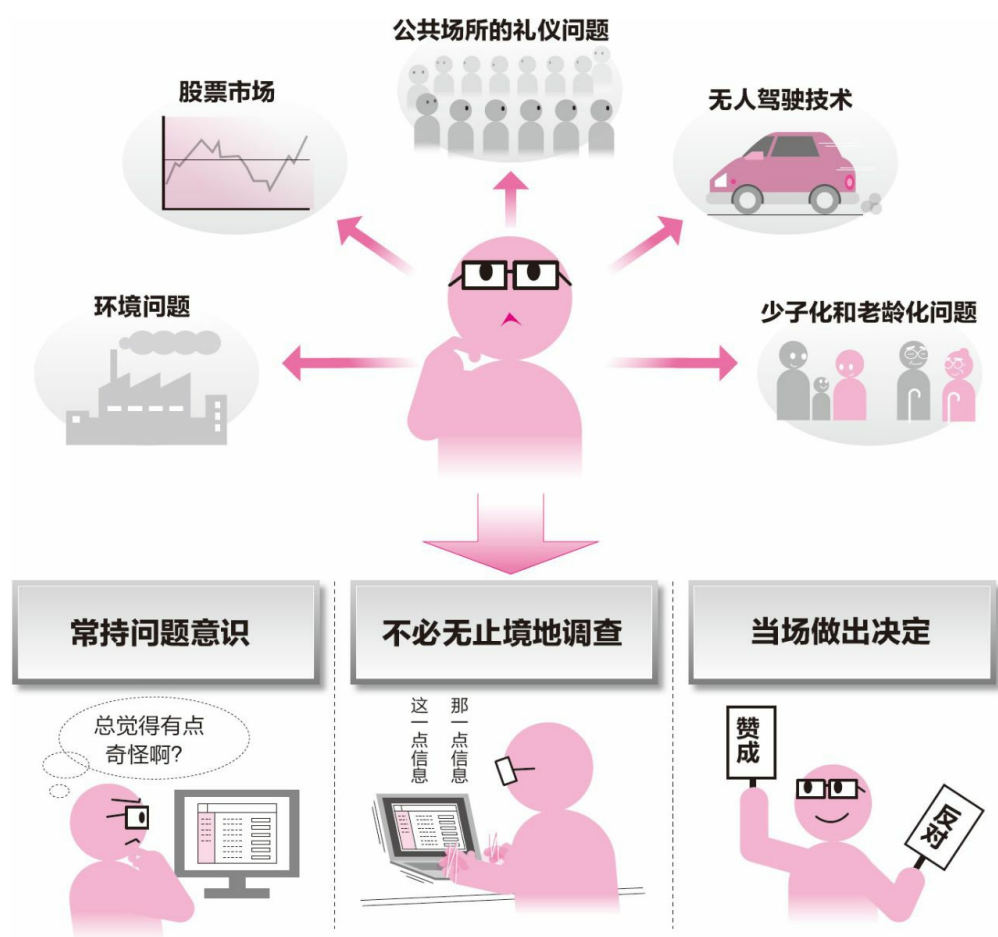 公共场所的礼仪问题
股票市场
无人驾驶技术
环境问题
少子化和老龄化问题
常持问题意识
不必无止境地调查
当场做出决定
总觉得有点
奇怪啊?
那一点信息
这一点信息
赞成
反对